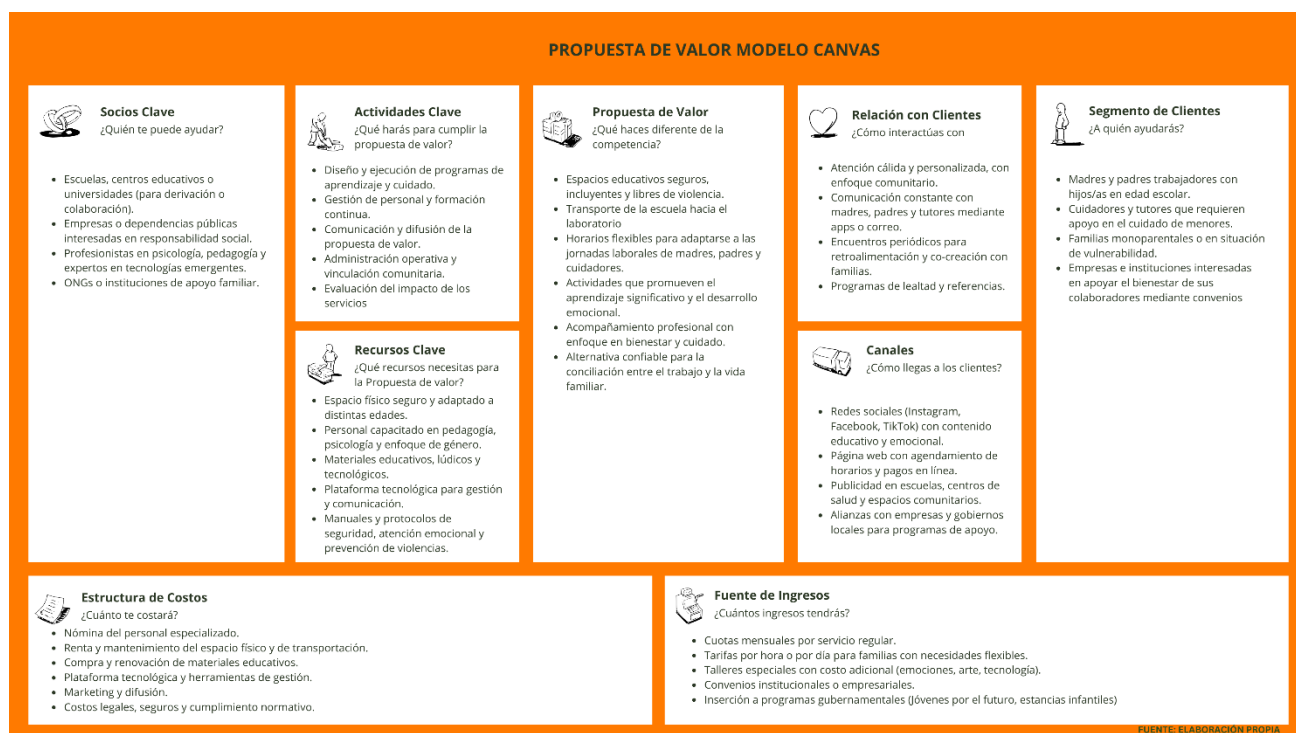 PROPUESTA DE VALOR MODELO CANVAS
Socios Clave
¿Quién te puede ayudar?
• Escuelas, centros educativos o
universidades (para derivación o
colaboración).
• Empresas o dependencias públicas
interesadas en responsabilidad social.
• Profesionistas en psicología, pedagogía y
expertos en tecnologías emergentes.
• ONGs o instituciones de apoyo familiar.
Actividades Clave
¿Qué harás para cumplir la
propuesta de valor?
• Diseño y ejecución de programas de
aprendizaje y cuidado.
• Gestión de personal y formación
continua.
• Comunicación y difusión de la
propuesta de valor.
• Administración operativa y
vinculación comunitaria.
• Evaluación del impacto de los
servicios
Recursos Clave
¿Qué recursos necesitas para
la Propuesta de valor?
• Espacio físico seguro y adaptado a
distintas edades.
• Personal capacitado en pedagogía,
psicología y enfoque de género.
• Materiales educativos, lúdicos y
tecnológicos.
• Plataforma tecnológica para gestión
y comunicación.
• Manuales y protocolos de
seguridad, atención emocional y
prevención de violencias.
Propuesta de Valor
¿Qué haces diferente de la
competencia?
• Espacios educativos seguros,
incluyentes y libres de violencia.
• Transporte de la escuela hacia el
laboratorio
• Horarios flexibles para adaptarse a las
jornadas laborales de madres, padres y
cuidadores.
• Actividades que promueven el
aprendizaje significativo y el desarrollo
emocional.
• Acompañamiento profesional con
enfoque en bienestar y cuidado.
• Alternativa confiable para la
conciliación entre el trabajo y la vida
familiar.
Relación con Clientes
¿Cómo interactúas con
• Atención cálida y personalizada, con
enfoque comunitario.
• Comunicación constante con
madres, padres y tutores mediante
apps o correo.
• Encuentros periódicos para
retroalimentación y co-creación con
familias.
• Programas de lealtad y referencias.
Canales
¿Cómo llegas a los clientes?
• Redes sociales (Instagram,
Facebook, TikTok) con contenido
educativo y emocional.
• Página web con agendamiento de
horarios y pagos en línea.
• Publicidad en escuelas, centros de
salud y espacios comunitarios.
• Alianzas con empresas y gobiernos
locales para programas de apoyo.
Segmento de Clientes
¿A quién ayudarás?
• Madres y padres trabajadores con
hijos/as en edad escolar.
• Cuidadores y tutores que requieren
apoyo en el cuidado de menores.
• Familias monoparentales o en situación
de vulnerabilidad.
• Empresas e instituciones interesadas
en apoyar el bienestar de sus
colaboradores mediante convenios
Estructura de Costos
¿Cuánto te costará?
• Nómina del personal especializado.
• Renta y mantenimiento del espacio físico y de transportación.
• Compra y renovación de materiales educativos.
• Plataforma tecnológica y herramientas de gestión.
• Marketing y difusión.
• Costos legales, seguros y cumplimiento normativo.
Fuente de Ingresos
¿Cuántos ingresos tendrás?
• Cuotas mensuales por servicio regular.
• Tarifas por hora o por día para familias con necesidades flexibles.
• Talleres especiales con costo adicional (emociones, arte, tecnología).
• Convenios institucionales o empresariales.
• Inserción a programas gubernamentales (Jóvenes por el futuro, estancias infantiles)
FUENTE: ELABORACIÓN PROPIA